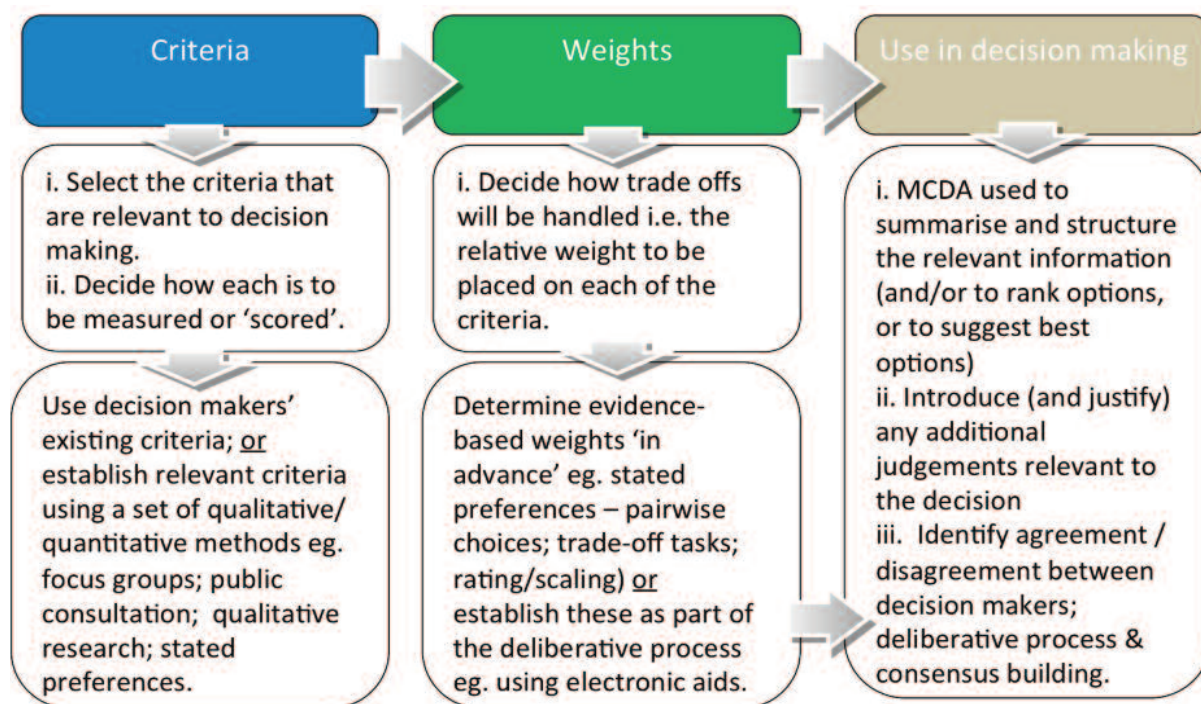 Criteria
i. Select the criteria that
are relevant to decision
making.
ii. Decide how each is to
be measured or ‘scored’.
Use decision makers’
existing criteria; or
establish relevant criteria
using a set of qualitative/
quantitative methods eg.
focus groups; public
consultation; qualitative
research; stated
preferences.
Weights
i. Decide how trade offs
will be handled i.e. the
relative weight to be
placed on each of the
criteria.
Determine evidence-
based weights ‘in
advance’ eg. stated
preferences – pairwise
choices; trade-off tasks;
rating/scaling) or
establish these as part of
the deliberative process
eg. using electronic aids.
Use in decision making
i. MCDA used to
summarise and structure
the relevant information
(and/or to rank options,
or to suggest best
options)
ii. Introduce (and justify)
any additional
judgements relevant to
the decision
iii. Identify agreement /
disagreement between
decision makers;
deliberative process &
consensus building.